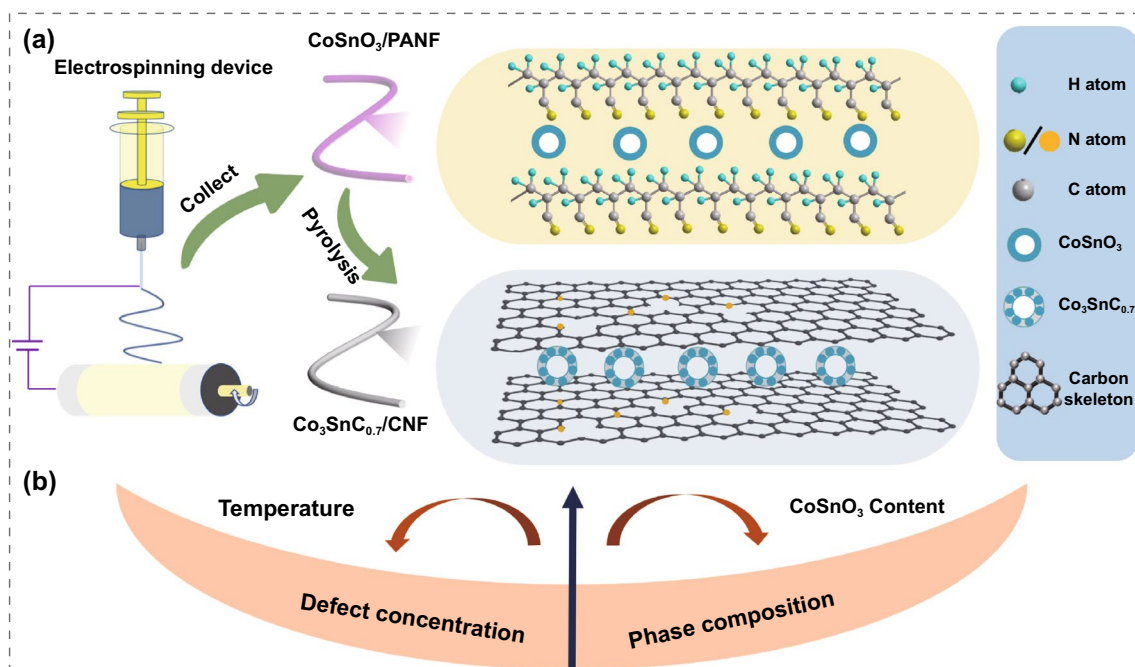 (a)
CoSnO₃/PANF
Electrospinning device
Collect
Pyrolysis
Co₃SnC₀.₇/CNF
H atom
/ N atom
C atom
CoSnO₃
Co₃SnC₀.₇
Carbon
skeleton
(b)
Temperature
CoSnO₃ Content
Defect concentration
Phase composition